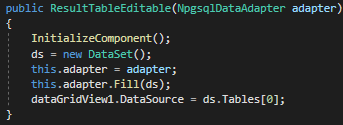 public ResultTableEditable(NpgsqlDataAdapter adapter)
{
InitializeComponent();
ds = new DataSet();
this.adapter = adapter;
this.adapter.Fill(ds);
dataGridView1.DataSource = ds.Tables[0];
}